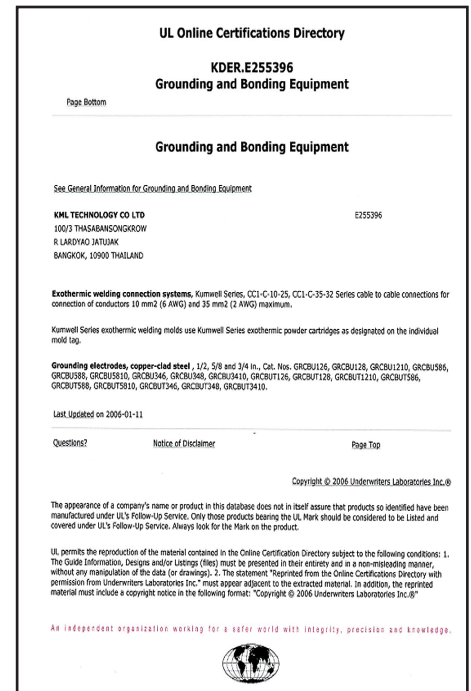 UL Online Certifications Directory
KDER.E255396
Grounding and Bonding Equipment
Page Bottom
Grounding and Bonding Equipment
See General Information for Grounding and Bonding Equipment
KML TECHNOLOGY CO LTD E255396
100/3 THASABANSONGKROW
R LARDYAO JATUJAK
BANGKOK, 10900 THAILAND
Exothermic welding connection systems, Kumwell Series, CC1-C-10-25, CC1-C-35-32 Series cable to cable connections for
connection of conductors 10 mm2 (6 AWG) and 35 mm2 (2 AWG) maximum.
Kumwell Series exothermic welding molds use Kumwell Series exothermic powder cartridges as designated on the individual
mold tag.
Grounding electrodes, copper-clad steel , 1/2, 5/8 and 3/4 in., Cat. Nos. GRCBU126, GRCBU128, GRCBU1210, GRCBU586,
GRCBU588, GRCBU5810, GRCBU346, GRCBU348, GRCBU3410, GRCBUT126, GRCBUT128, GRCBUT1210, GRCBUT586,
GRCBUT588, GRCBUT5810, GRCBUT346, GRCBUT348, GRCBUT3410.
Last Updated on 2006-01-11
Questions? Notice of Disclaimer Page Top
Copyright © 2006 Underwriters Laboratories Inc.®
The appearance of a company's name or product in this database does not in itself assure that products so identified have been
manufactured under UL's Follow-Up Service. Only those products bearing the UL Mark should be considered to be Listed and
covered under UL's Follow-Up Service. Always look for the Mark on the product.
UL permits the reproduction of the material contained in the Online Certification Directory subject to the following conditions: 1.
The Guide Information, Designs and/or Listings (files) must be presented in their entirety and in a non-misleading manner,
without any manipulation of the data (or drawings). 2. The statement "Reprinted from the Online Certifications Directory with
permission from Underwriters Laboratories Inc." must appear adjacent to the extracted material. In addition, the reprinted
material must include a copyright notice in the following format: "Copyright © 2006 Underwriters Laboratories Inc.®"
An independent organization working for a safer world with integrity, precision and knowledge.